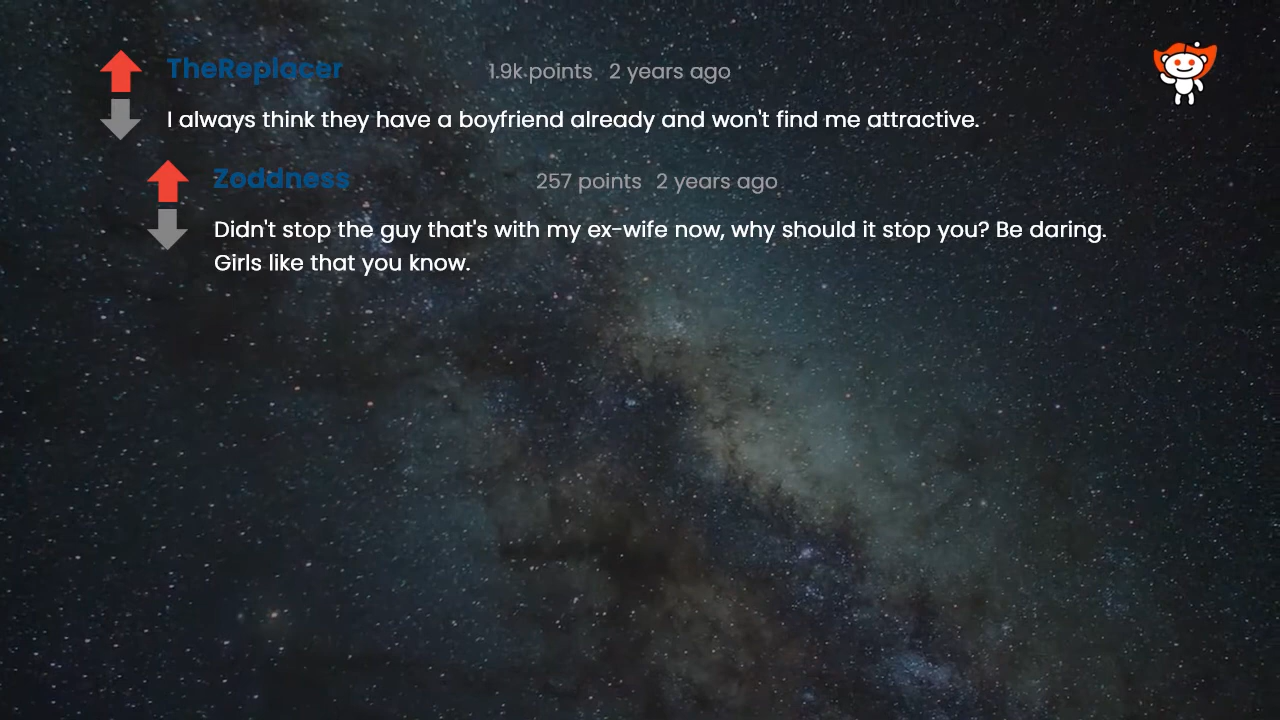 TheReplacer 1.9k points 2 years ago
I always think they have a boyfriend already and won't find me attractive.
Zoddness 257 points 2 years ago
Didn't stop the guy that's with my ex-wife now, why should it stop you? Be daring.
Girls like that you know.